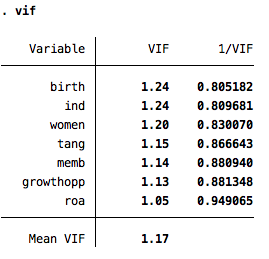 . vif
Variable VIF 1/VIF
birth 1.24 0.805182
ind 1.24 0.809681
women 1.20 0.830070
tang 1.15 0.866643
memb 1.14 0.880940
growthopp 1.13 0.881348
roa 1.05 0.949065
Mean VIF 1.17